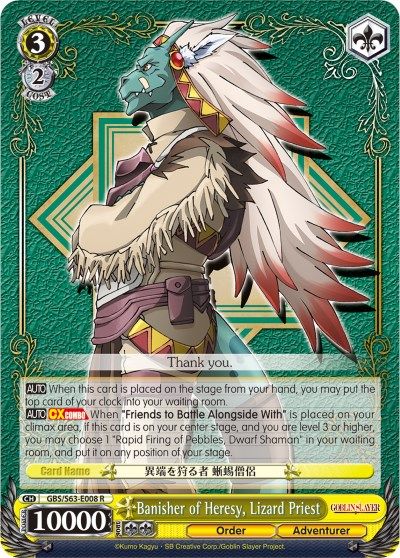 LEVEL
3
2
COST
Thank you.
AUTO When this card is placed on the stage from your hand, you may put the
top card of your clock into your waiting room.
AUTO CX COMBO When "Friends to Battle Alongside With" is placed on your
climax area, if this card is on your center stage, and you are level 3 or higher,
you may choose 1 "Rapid Firing of Pebbles, Dwarf Shaman" in your waiting
room, and put it on any position of your stage.
Card Name 異端を狩る者 蜥蜴僧侶
CH GBS/S63-E008 R
Banisher of Heresy, Lizard Priest
GOBLIN SLAYER
POWER
10000
SOUL
Order
Adventurer
©Kumo Kagyu・SB Creative Corp./Goblin Slayer Project.